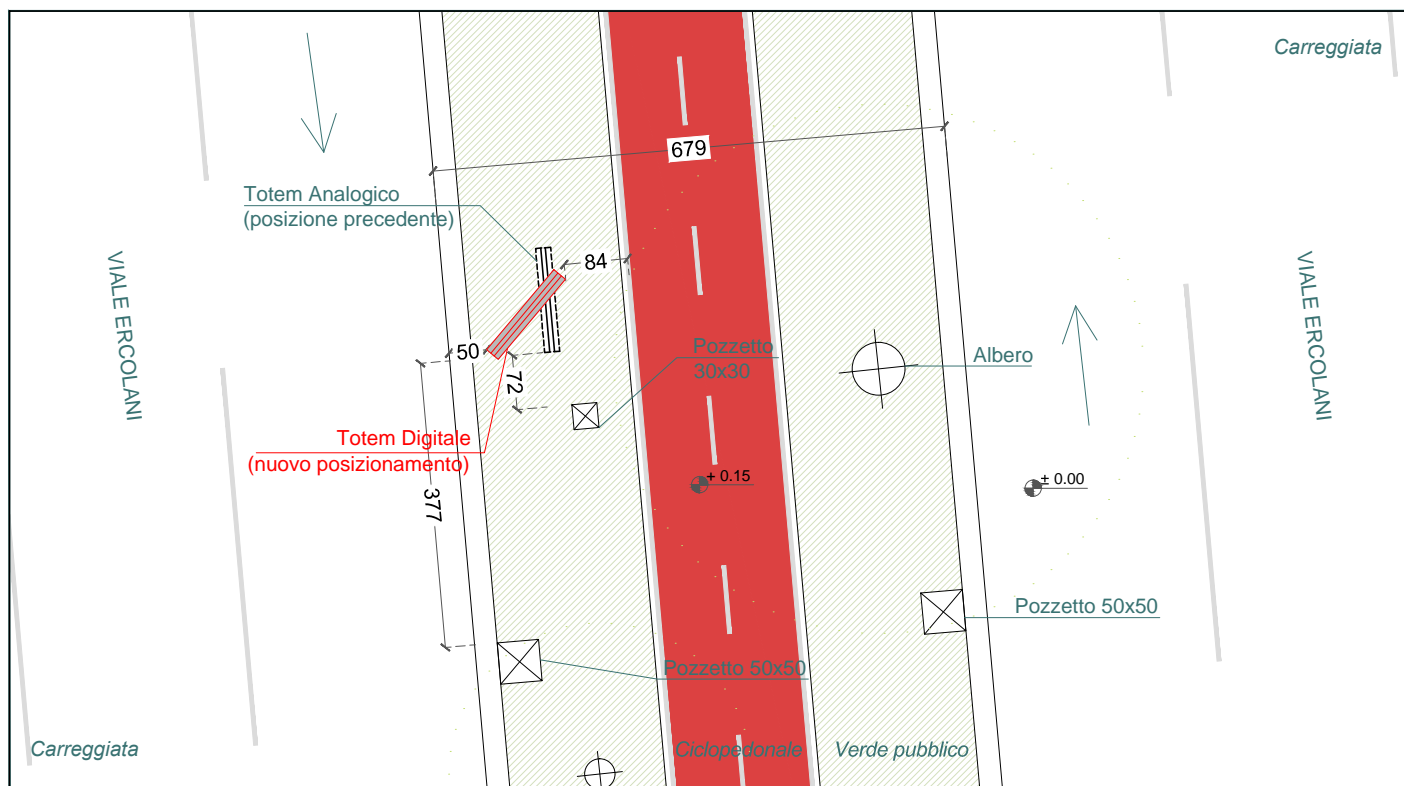 Carreggiata
679
Totem Analogico
(posizione precedente)
84
VIALE ERCOLANI
VIALE ERCOLANI
50
Pozzetto
30x30
Albero
72
Totem Digitale
(nuovo posizionamento)
377
+ 0.15
± 0.00
Pozzetto 50x50
Pozzetto 50x50
Carreggiata
Ciclopedonale
Verde pubblico